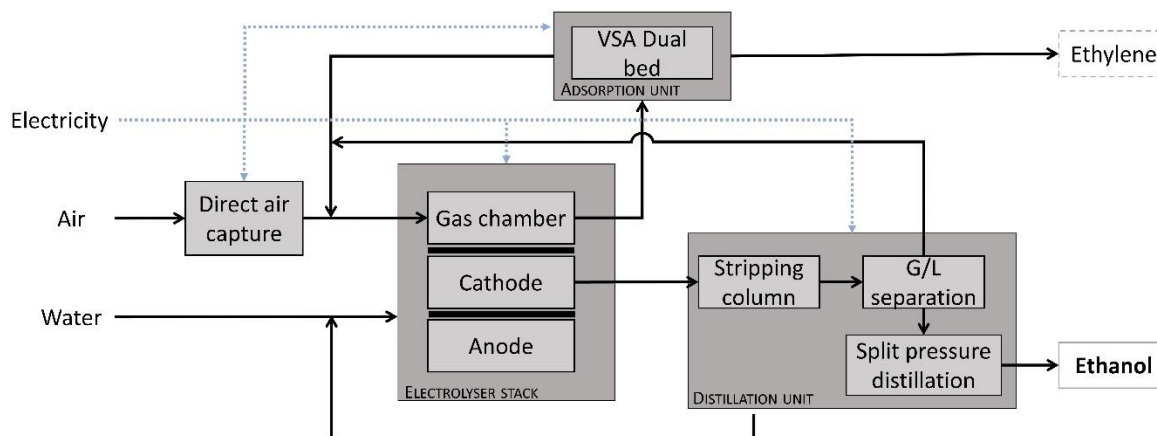 VSA Dual
bed
ADSORPTION UNIT
Ethylene
Electricity
Air
Direct air
capture
Gas chamber
Cathode
Anode
ELECTROLYSER STACK
Water
Stripping
column
G/L
separation
Split pressure
distillation
DISTILLATION UNIT
Ethanol